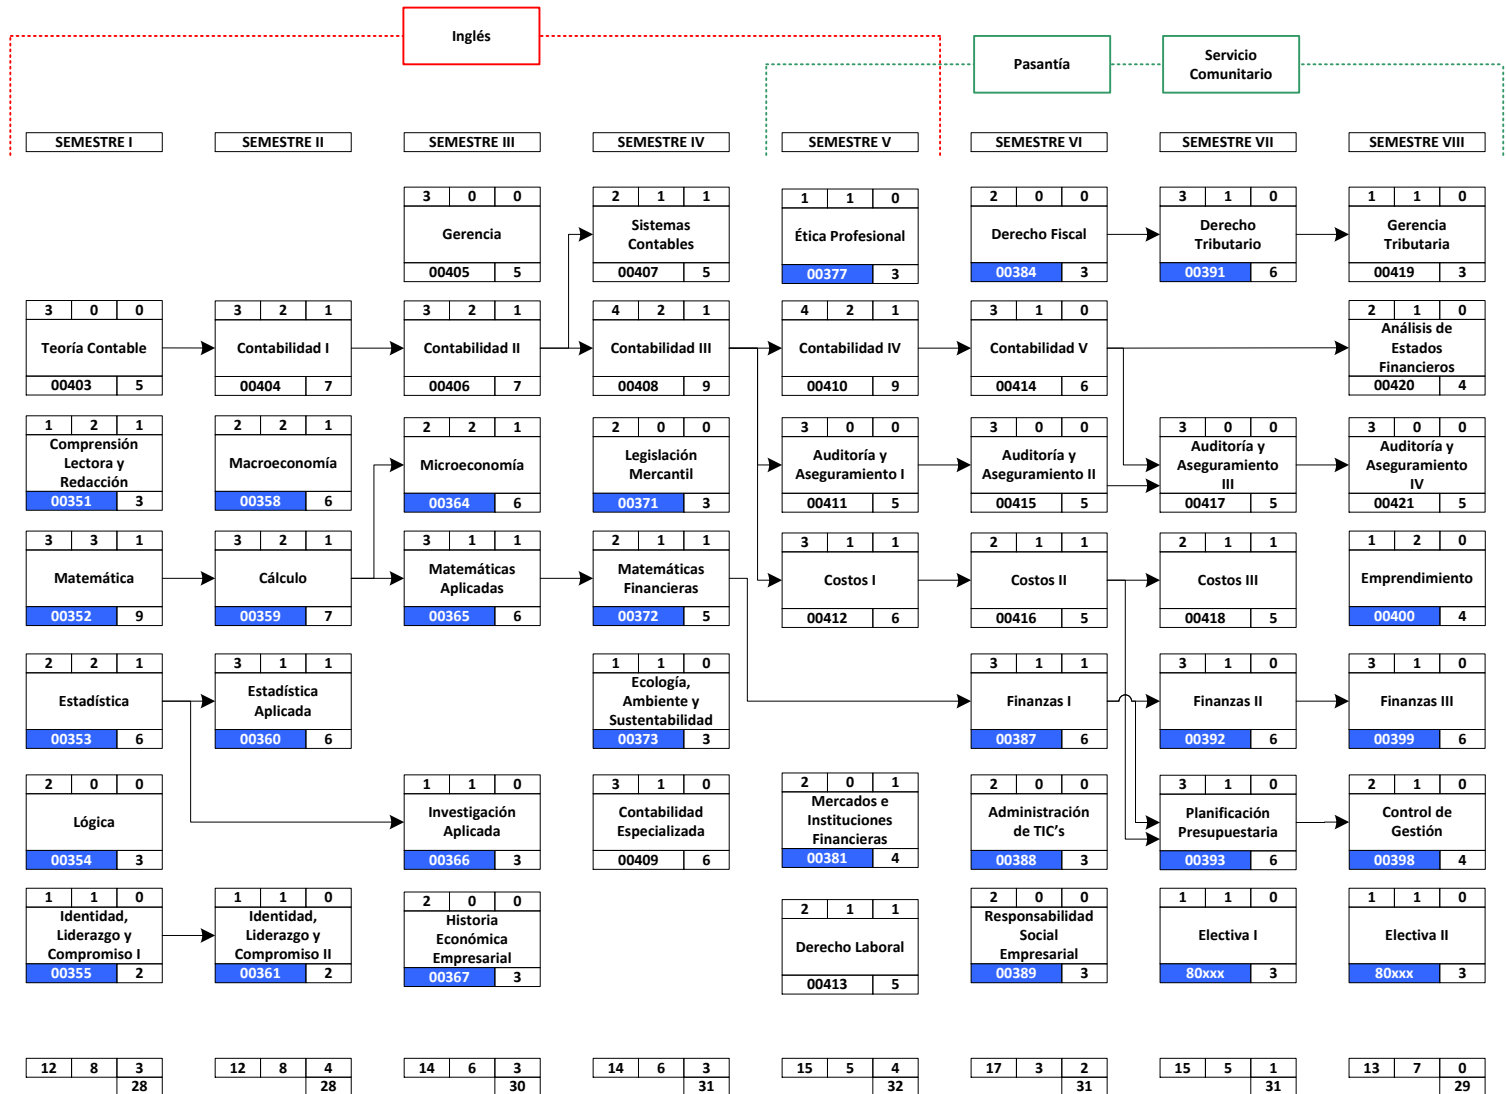 Inglés
Pasantía
Servicio
Comunitario
SEMESTRE I
SEMESTRE II
SEMESTRE III
SEMESTRE IV
SEMESTRE V
SEMESTRE VI
SEMESTRE VII
SEMESTRE VIII
3 0 0
Gerencia
00405 5
2 1 1
Sistemas
Contables
00407 5
1 1 0
Ética Profesional
00377 3
2 0 0
Derecho Fiscal
00384 3
3 1 0
Derecho
Tributario
00391 6
1 1 0
Gerencia
Tributaria
00419 3
3 0 0
Teoría Contable
00403 5
3 2 1
Contabilidad I
00404 7
3 2 1
Contabilidad II
00406 7
4 2 1
Contabilidad III
00408 9
4 2 1
Contabilidad IV
00410 9
3 1 0
Contabilidad V
00414 6
2 1 0
Análisis de
Estados
Financieros
00420 4
1 2 1
Comprensión
Lectora y
Redacción
00351 3
2 2 1
Macroeconomía
00358 6
2 2 1
Microeconomía
00364 6
2 0 0
Legislación
Mercantil
00371 3
3 0 0
Auditoría y
Aseguramiento I
00411 5
3 0 0
Auditoría y
Aseguramiento II
00415 5
3 0 0
Auditoría y
Aseguramiento
III
00417 5
3 0 0
Auditoría y
Aseguramiento
IV
00421 5
3 3 1
Matemática
00352 9
3 2 1
Cálculo
00359 7
3 1 1
Matemáticas
Aplicadas
00365 6
2 1 1
Matemáticas
Financieras
00372 5
3 1 1
Costos I
00412 6
2 1 1
Costos II
00416 5
2 1 1
Costos III
00418 5
1 2 0
Emprendimiento
00400 4
2 2 1
Estadística
00353 6
3 1 1
Estadística
Aplicada
00360 6
1 1 0
Ecología,
Ambiente y
Sustentabilidad
00373 3
3 1 1
Finanzas I
00387 6
3 1 0
Finanzas II
00392 6
3 1 0
Finanzas III
00399 6
2 0 0
Lógica
00354 3
1 1 0
Investigación
Aplicada
00366 3
3 1 0
Contabilidad
Especializada
00409 6
2 0 1
Mercados e
Instituciones
Financieras
00381 4
2 0 0
Administración
de TIC's
00388 3
3 1 0
Planificación
Presupuestaria
00393 6
2 1 0
Control de
Gestión
00398 4
1 1 0
Identidad,
Liderazgo y
Compromiso I
00355 2
1 1 0
Identidad,
Liderazgo y
Compromiso II
00361 2
2 0 0
Historia
Económica
Empresarial
00367 3
2 1 1
Derecho Laboral
00413 5
2 0 0
Responsabilidad
Social
Empresarial
00389 3
1 1 0
Electiva I
80xxx 3
1 1 0
Electiva II
80xxx 3
12 8 3
28
12 8 4
28
14 6 3
30
14 6 3
31
15 5 4
32
17 3 2
31
15 5 1
31
13 7 0
29